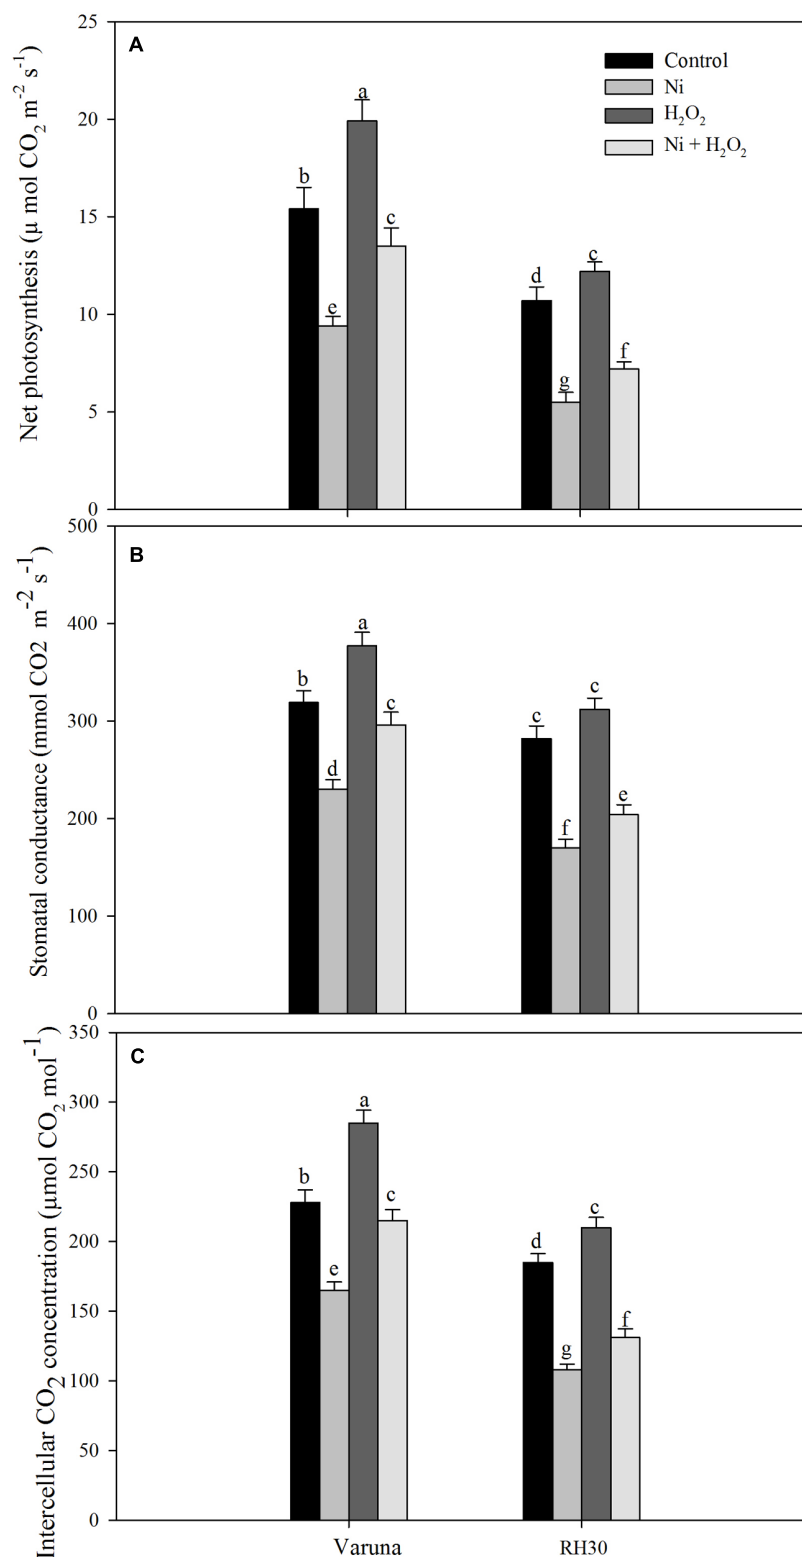 A
Net photosynthesis (µ mol CO2 m-2 s-1)
25
20
15
10
5
0
Control
Ni
H2O2
Ni + H2O2
b
e
a
c
d
g
c
f
B
Stomatal conductance (mmol CO2 m-2 s-1)
500
400
300
200
100
0
b
d
a
c
c
f
c
e
C
Intercellular CO2 concentration (µmol CO2 mol-1)
350
300
250
200
150
100
50
0
b
e
a
c
d
g
c
f
Varuna
RH30